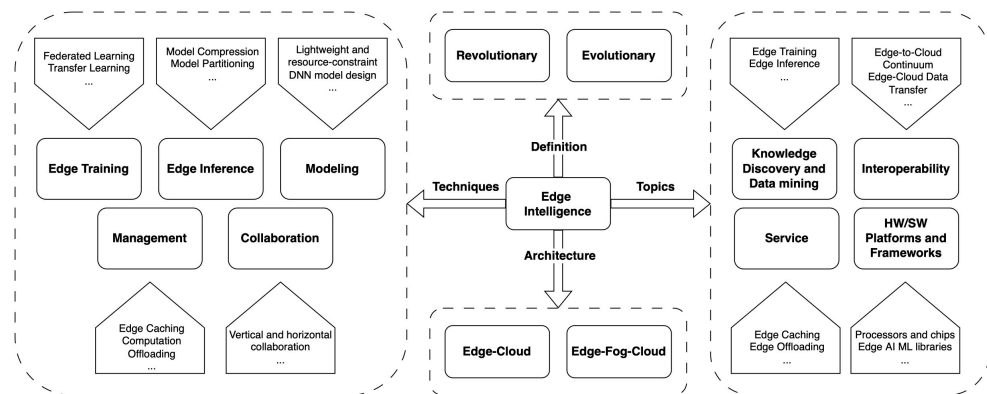 Federated Learning
Transfer Learning
...
Model Compression
Model Partitioning
...
Lightweight and
resource-constraint
DNN model design
...
Edge Training
Edge Inference
Modeling
Management
Collaboration
Edge Caching
Computation
Offloading
...
Vertical and horizontal
collaboration
...
Revolutionary
Evolutionary
Definition
Techniques
Edge
Intelligence
Topics
Architecture
Edge-Cloud
Edge-Fog-Cloud
Edge Training
Edge Inference
...
Edge-to-Cloud
Continuum
Edge-Cloud Data
Transfer
...
Knowledge
Discovery and
Data mining
Interoperability
Service
HW/SW
Platforms and
Frameworks
Edge Caching
Edge Offloading
...
Processors and chips
Edge AI ML libraries
...